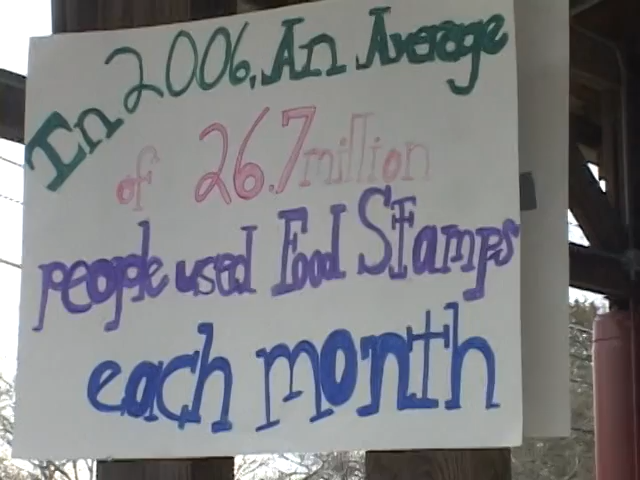 In 2006, An Average
of 26.7 million
people used Food Stamps
each month